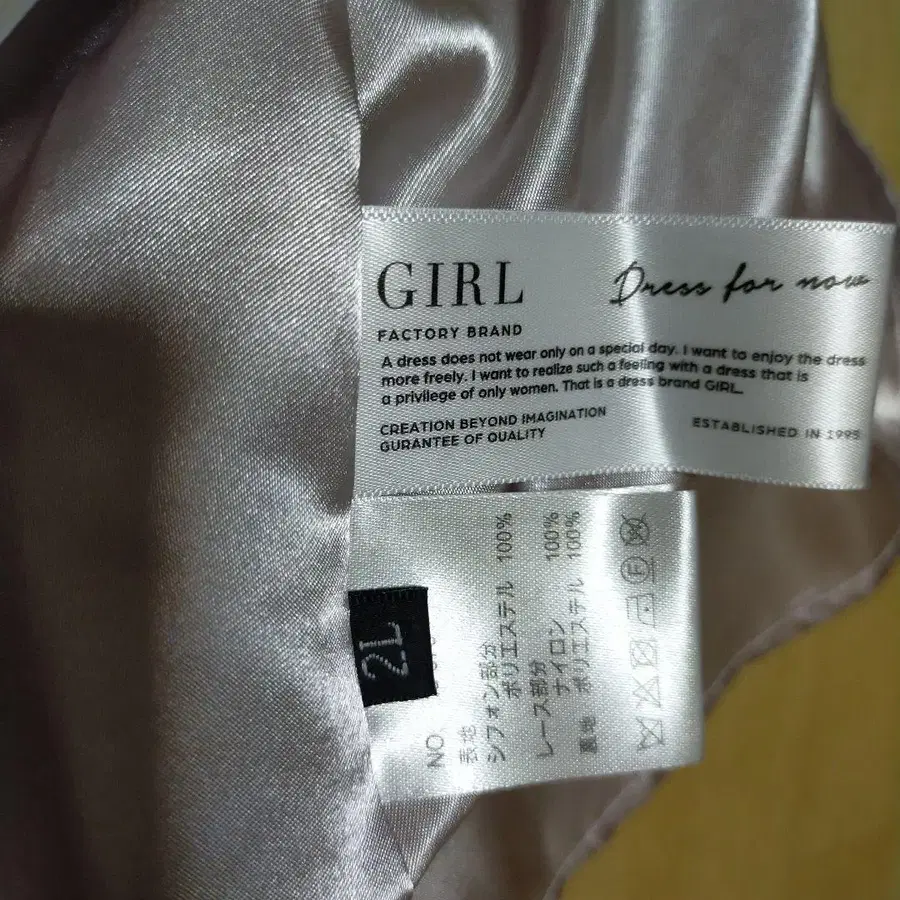 GIRL
Dress for now
FACTORY BRAND
A dress does not wear only on a special day. I want to enjoy the dress
more freely. I want to realize such a feeling with a dress that is
a privilege of only women. That is a dress brand GIRL.
CREATION BEYOND IMAGINATION
GURANTEE OF QUALITY
ESTABLISHED IN 1995
2L
NO
表地
シフォン部分
ポリエステル 100%
レース部分
ナイロン 100%
裏地 ポリエステル 100%